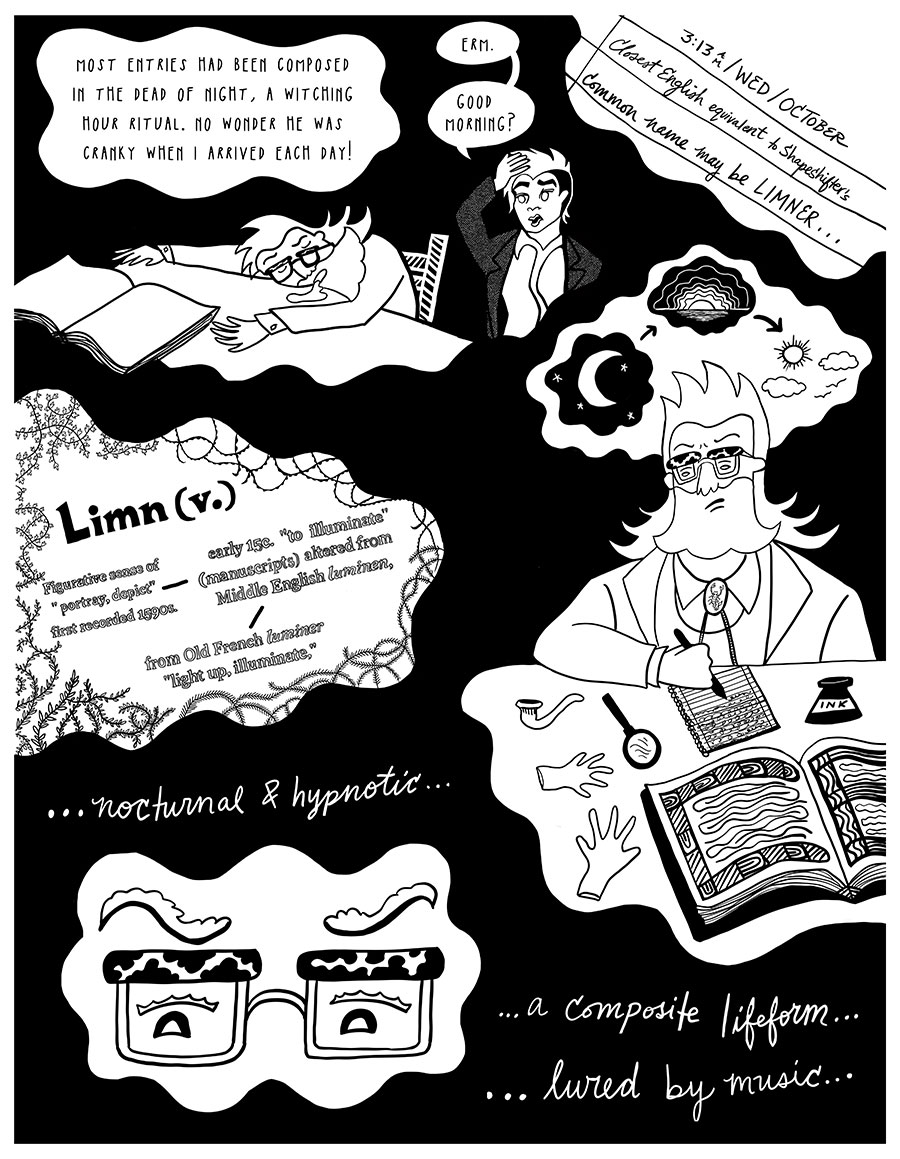 MOST ENTRIES HAD BEEN COMPOSED
IN THE DEAD OF NIGHT, A WITCHING
HOUR RITUAL. NO WONDER HE WAS
CRANKY WHEN I ARRIVED EACH DAY!
ERM.
GOOD
MORNING?
3:13 AM/WED/OCTOBER
Closest English equivalent to Shapeshifter's
common name may be LIMNER...
Limn (v.)
early 15c. "to illuminate"
(manuscripts) altered from
Middle English luminen,
Figurative sense of
"portray, depict"
first recorded 1590s.
from Old French luminer
"light up, illuminate,"
INK
...nocturnal & hypnotic...
...a composite lifeform...
...lured by music...